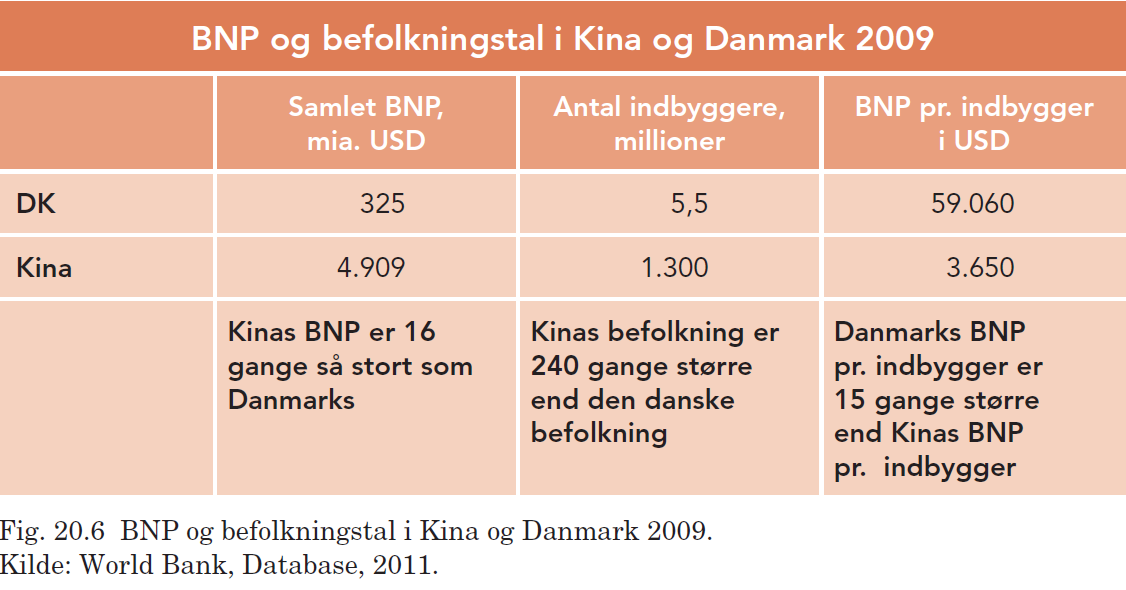 BNP og befolkningstal i Kina og Danmark 2009
Samlet BNP,
mia. USD
Antal indbyggere,
millioner
BNP pr. indbygger
i USD
DK
325
5,5
59.060
Kina
4.909
1.300
3.650
Kinas BNP er 16
gange så stort som
Danmarks
Kinas befolkning er
240 gange større
end den danske
befolkning
Danmarks BNP
pr. indbygger er
15 gange større
end Kinas BNP
pr. indbygger
Fig. 20.6 BNP og befolkningstal i Kina og Danmark 2009.
Kilde: World Bank, Database, 2011.